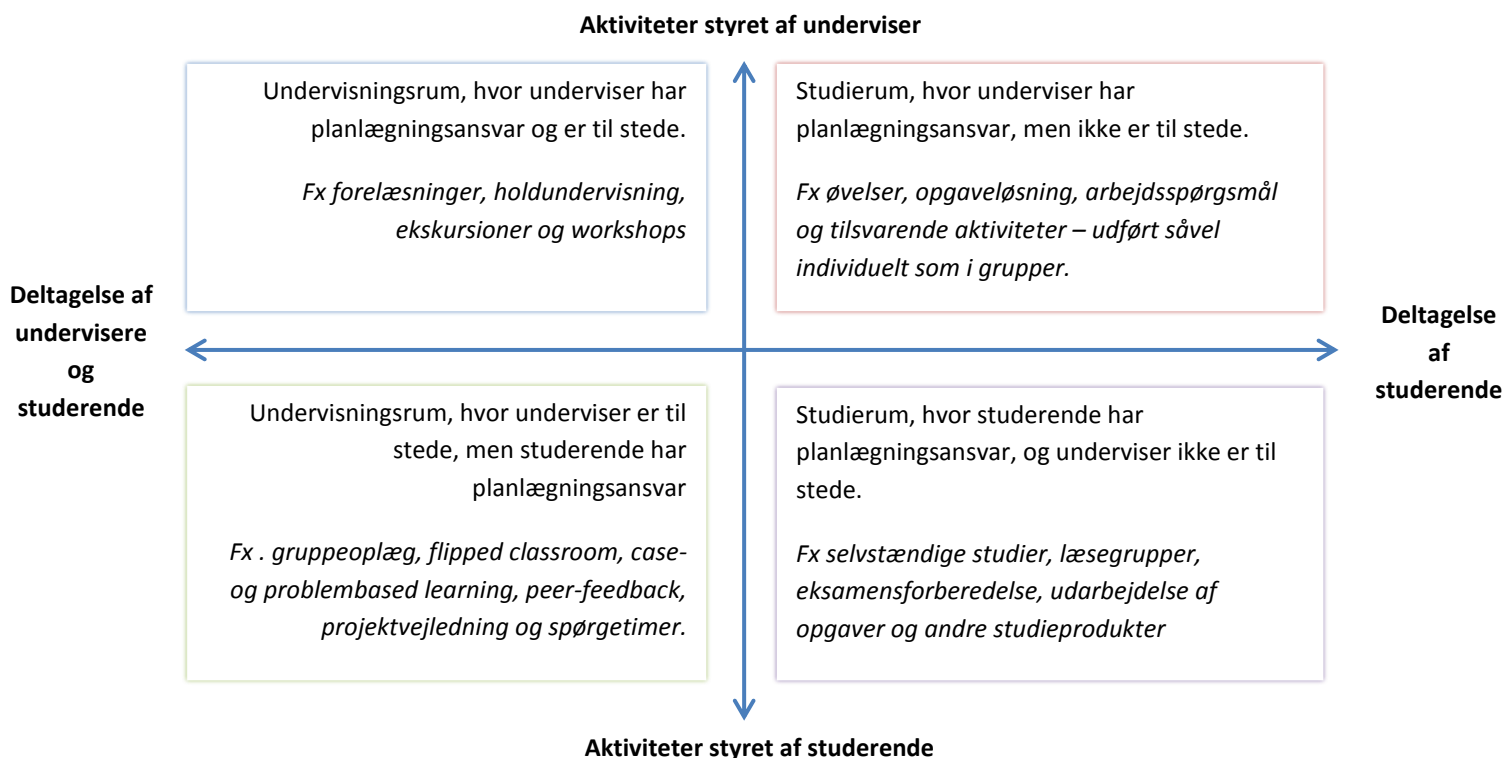 Aktiviteter styret af underviser
Undervisningsrum, hvor underviser har
planlægningsansvar og er til stede.
Fx forelæsninger, holdundervisning,
ekskursioner og workshops
Studierum, hvor underviser har
planlægningsansvar, men ikke er til stede.
Fx øvelser, opgaveløsning, arbejdsspørgsmål
og tilsvarende aktiviteter – udført såvel
individuelt som i grupper.
Deltagelse af
undervisere
og
studerende
Deltagelse
af
studerende
Undervisningsrum, hvor underviser er til
stede, men studerende har
planlægningsansvar
Fx . gruppeoplæg, flipped classroom, case-
og problembased learning, peer-feedback,
projektvejledning og spørgetimer.
Studierum, hvor studerende har
planlægningsansvar, og underviser ikke er til
stede.
Fx selvstændige studier, læsegrupper,
eksamensforberedelse, udarbejdelse af
opgaver og andre studieprodukter
Aktiviteter styret af studerende